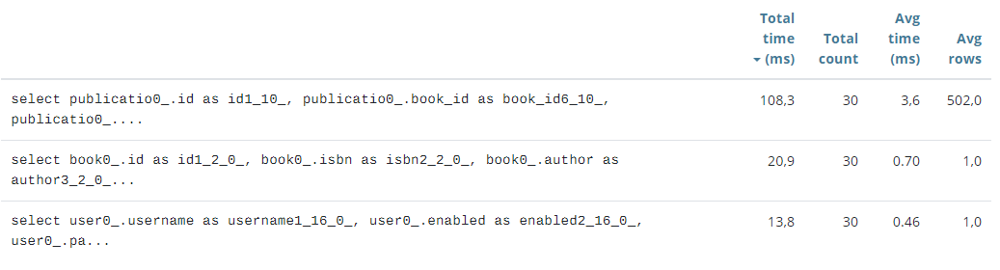 Total time (ms) Total count Avg time (ms) Avg rows
select publicatio0_.id as id1_10_, publicatio0_.book_id as book_id6_10_,
publicatio0_.... 108,3 30 3,6 502,0
select book0_.id as id1_2_0_, book0_.isbn as isbn2_2_0_, book0_.author as
author3_2_0_... 20,9 30 0.70 1,0
select user0_.username as username1_16_0_, user0_.enabled as enabled2_16_0_,
user0_.pa... 13,8 30 0.46 1,0